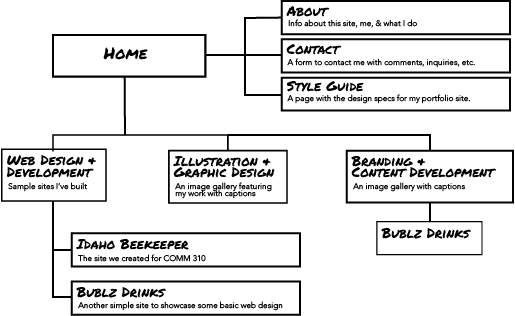 Home
About
Info about this site, me, & what I do
Contact
A form to contact me with comments, inquiries, etc.
Style Guide
A page with the design specs for my portfolio site.
Web Design &
Development
Sample sites I've built
Illustration &
Graphic Design
An image gallery featuring
my work with captions
Branding &
Content Development
An image gallery with captions
Bublz Drinks
Idaho Beekeeper
The site we created for COMM 310
Bublz Drinks
Another simple site to showcase some basic web design